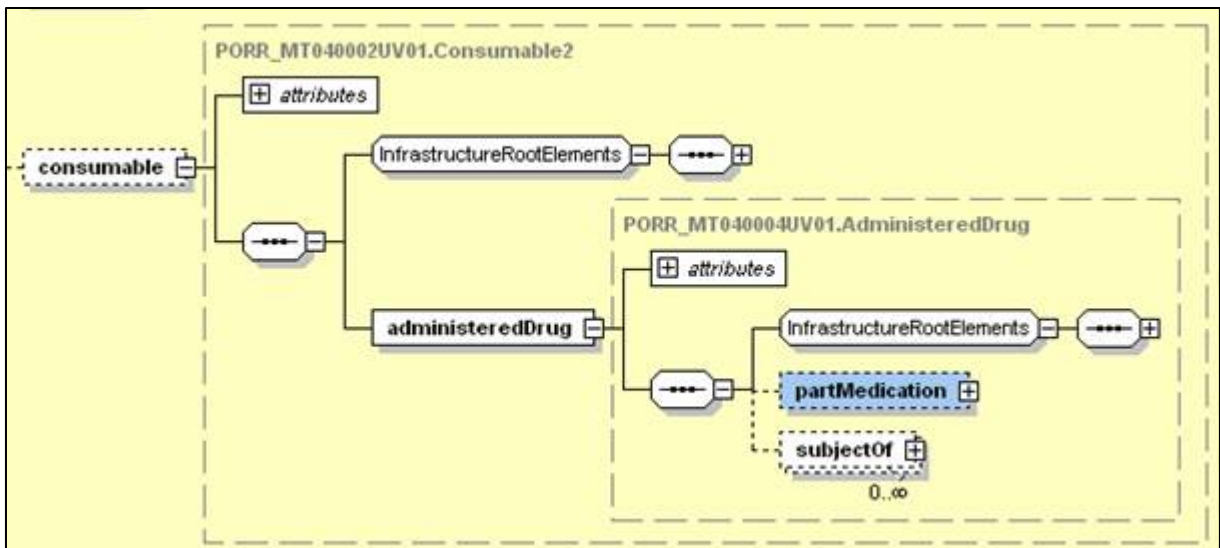 PORR_MT040002UV01.Consumable2
attributes
consumable
InfrastructureRootElements
PORR_MT040004UV01.AdministeredDrug
attributes
administeredDrug
InfrastructureRootElements
partMedication
subjectOf
0..∞